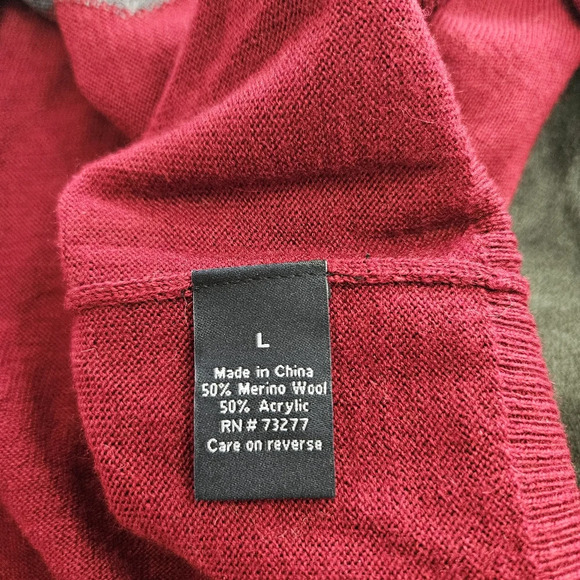 L
Made in China
50% Merino Wool
50% Acrylic
RN # 73277
Care on reverse